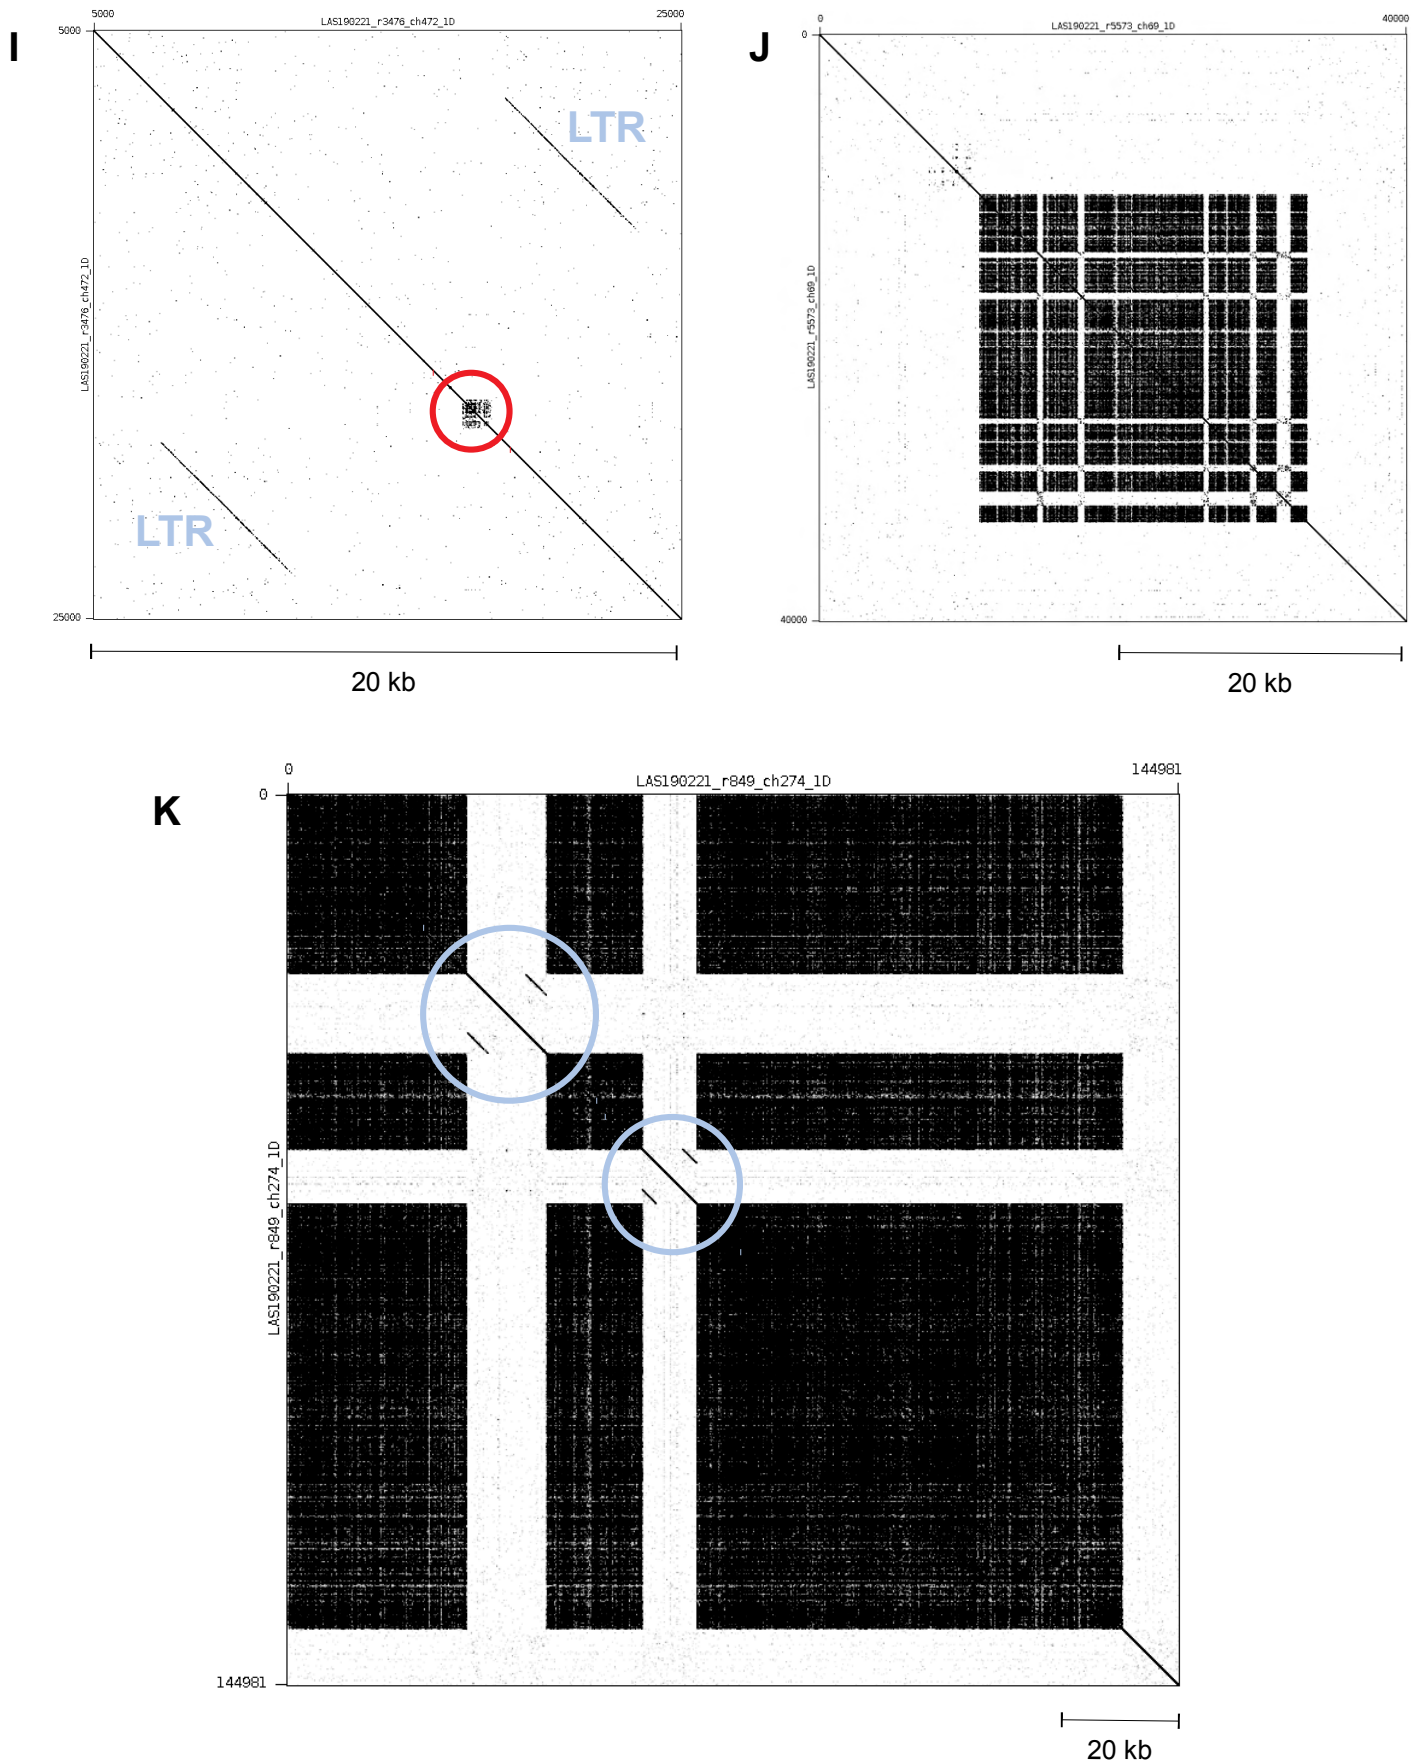 I
5000
LAS190221_r3476_ch472_1D
25000
5000
LAS190221_r3476_ch472_1D
LTR
LTR
25000
20 kb
J
0
LAS190221_r5573_ch69_1D
40000
0
LAS190221_r5573_ch69_1D
40000
20 kb
K
0
LAS190221_r849_ch274_1D
144981
0
LAS190221_r849_ch274_1D
144981
20 kb